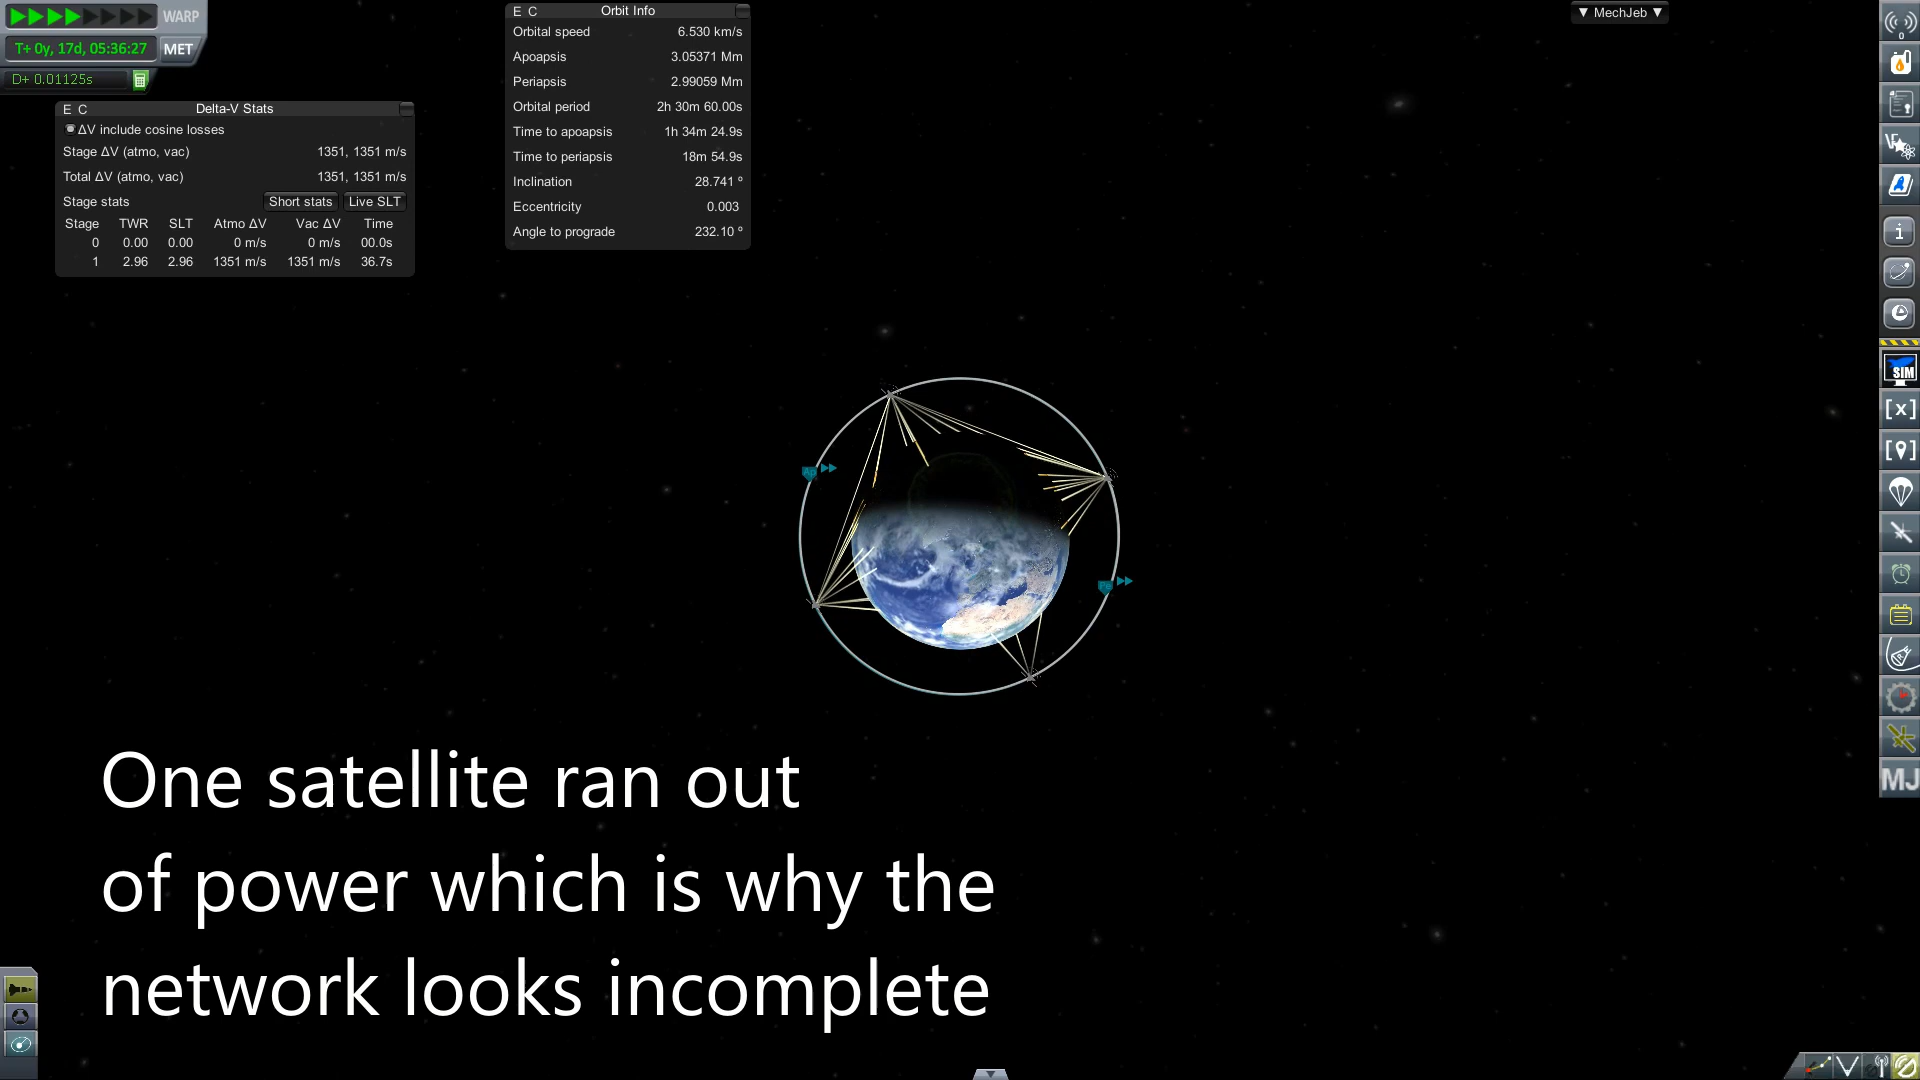 WARP
T+ 0y, 17d, 05:36:27 MET
D+ 0.01125s
E C Delta-V Stats
ΔV include cosine losses
Stage ΔV (atmo, vac) 1351, 1351 m/s
Total ΔV (atmo, vac) 1351, 1351 m/s
Stage stats Short stats Live SLT
Stage TWR SLT Atmo ΔV Vac ΔV Time
0 0.00 0.00 0 m/s 0 m/s 00.0s
1 2.96 2.96 1351 m/s 1351 m/s 36.7s
E C Orbit Info
Orbital speed 6.530 km/s
Apoapsis 3.05371 Mm
Periapsis 2.99059 Mm
Orbital period 2h 30m 60.00s
Time to apoapsis 1h 34m 24.9s
Time to periapsis 18m 54.9s
Inclination 28.741 º
Eccentricity 0.003
Angle to prograde 232.10 º
▼ MechJeb ▼
0
SIM
[x]
MJ
Ap
Pe
One satellite ran out
of power which is why the
network looks incomplete